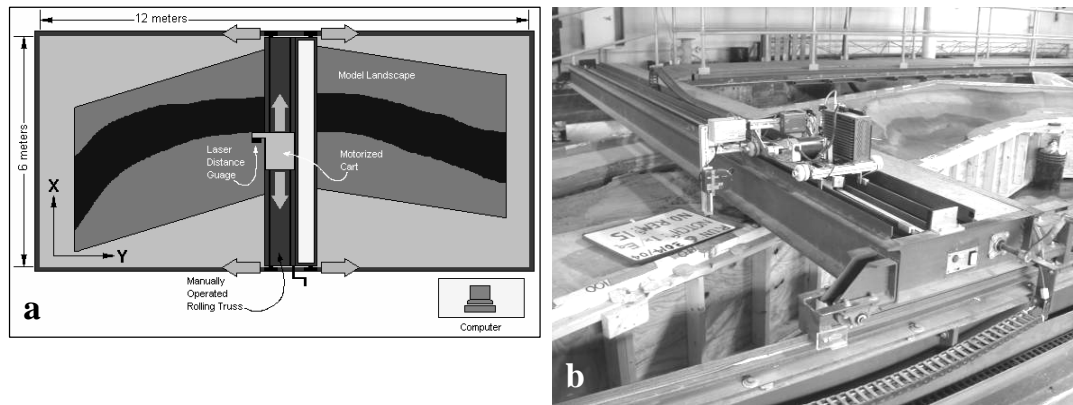 12 meters
6 meters
Model Landscape
Laser
Distance
Guage
Motorized
Cart
X
Y
Manually
Operated
Rolling Truss
Computer
a
b